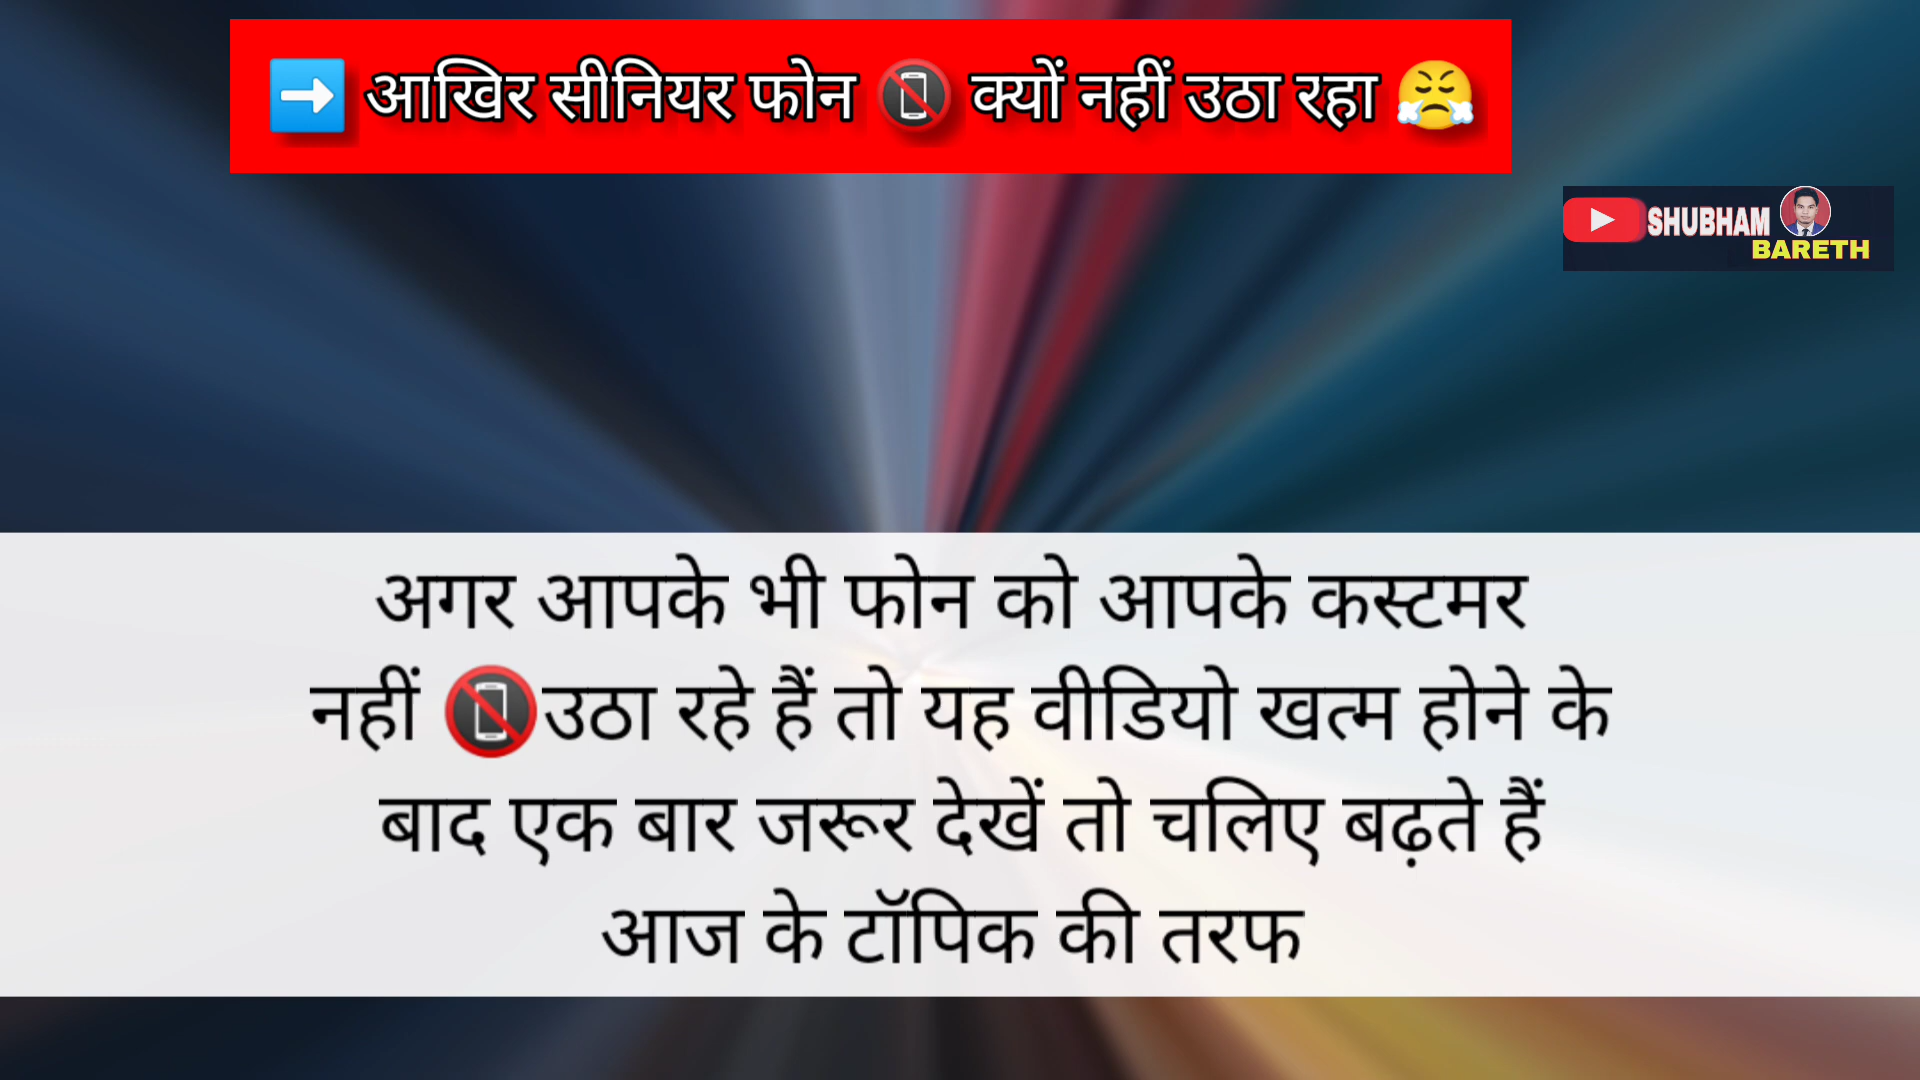 ➡️ आखिर सीनियर फोन 📵 क्यों नहीं उठा रहा 😤
SHUBHAM
BARETH
अगर आपके भी फोन को आपके कस्टमर
नहीं 📵उठा रहे हैं तो यह वीडियो खत्म होने के
बाद एक बार जरूर देखें तो चलिए बढ़ते हैं
आज के टॉपिक की तरफ